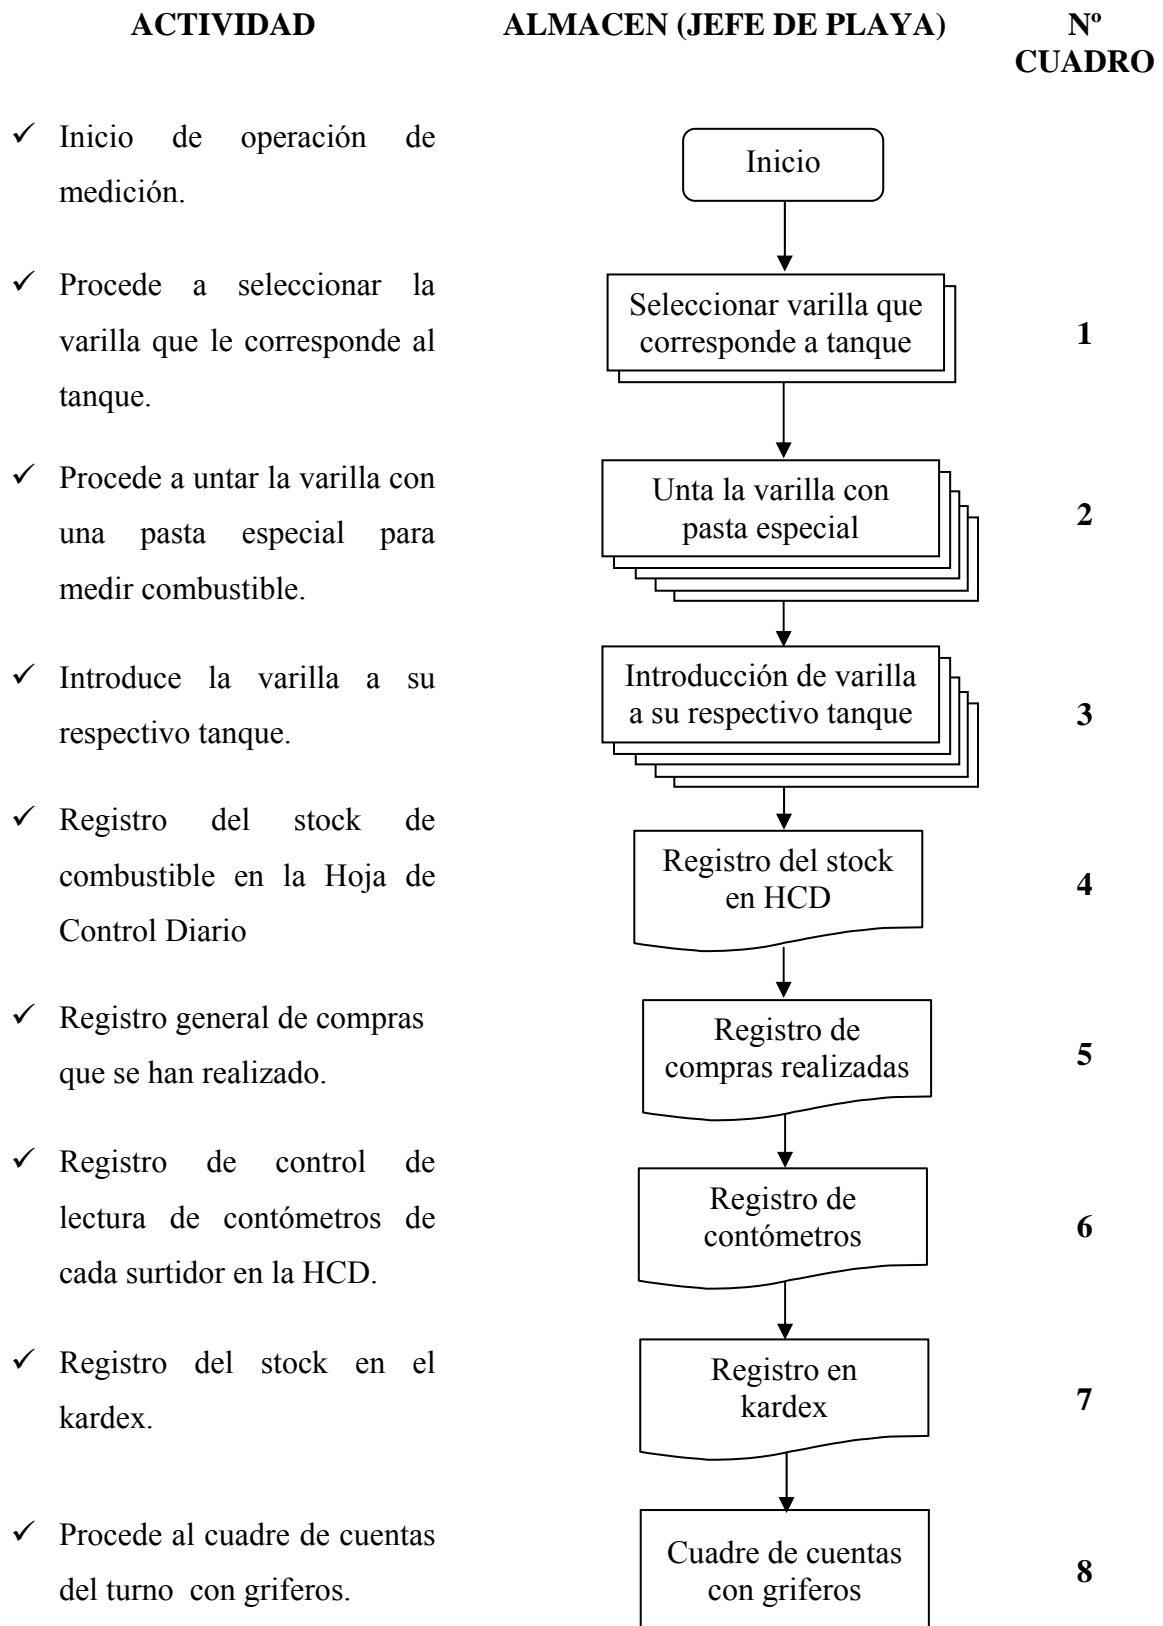 ACTIVIDAD
ALMACEN (JEFE DE PLAYA)
Nº
CUADRO
✓ Inicio de operación de
medición.
Inicio
✓ Procede a seleccionar la
varilla que le corresponde al
tanque.
Seleccionar varilla que
corresponde a tanque
1
✓ Procede a untar la varilla con
una pasta especial para
medir combustible.
Unta la varilla con
pasta especial
2
✓ Introduce la varilla a su
respectivo tanque.
Introducción de varilla
a su respectivo tanque
3
✓ Registro del stock de
combustible en la Hoja de
Control Diario
Registro del stock
en HCD
4
✓ Registro general de compras
que se han realizado.
Registro de
compras realizadas
5
✓ Registro de control de
lectura de contómetros de
cada surtidor en la HCD.
Registro de
contómetros
6
✓ Registro del stock en el
kardex.
Registro en
kardex
7
✓ Procede al cuadre de cuentas
del turno con griferos.
Cuadre de cuentas
con griferos
8